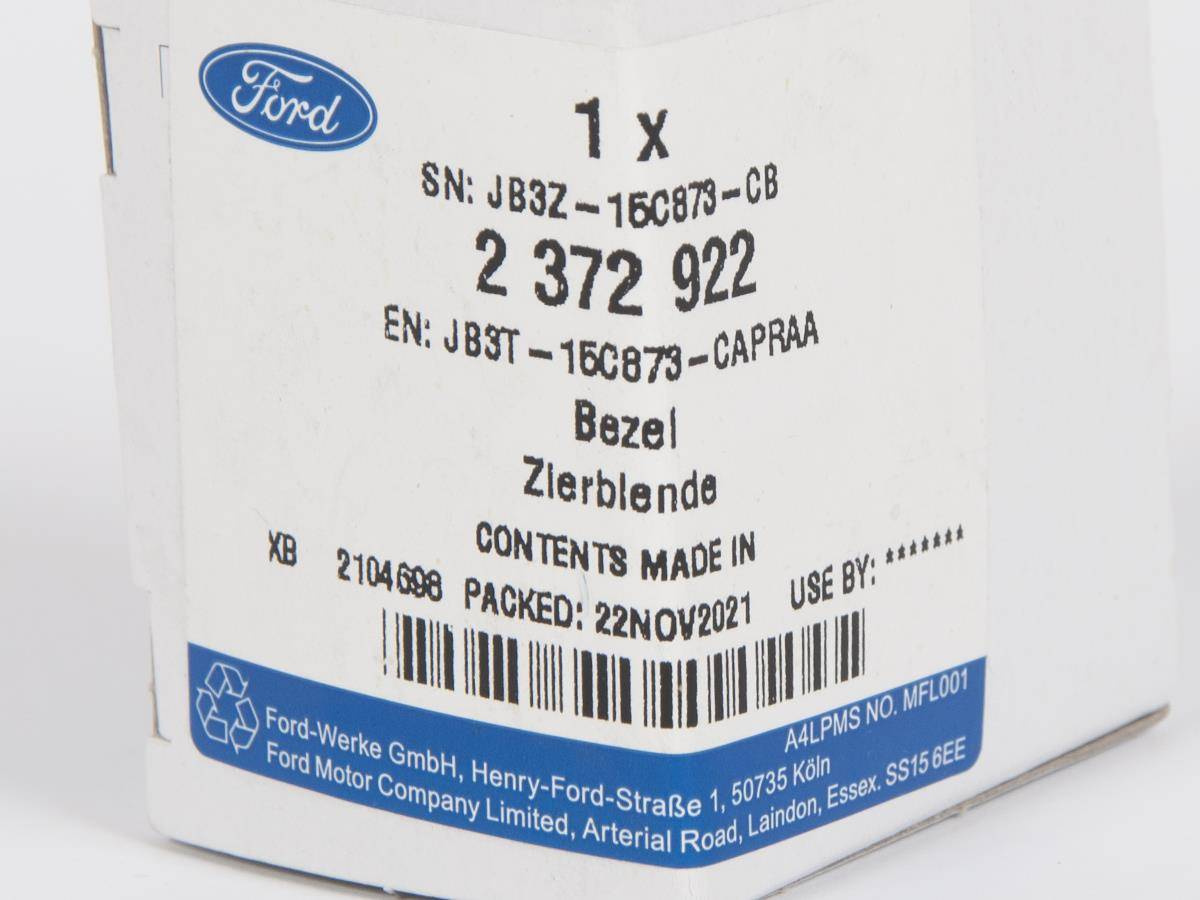 Ford
1 x
SN: JB3Z-15C873-CB
2 372 922
EN: JB3T-15C873-CAPRAA
Bezel
Zierblende
CONTENTS MADE IN
XB 2104698 PACKED: 22NOV2021 USE BY: *******
A4LPMS NO. MFL001
Ford-Werke GmbH, Henry-Ford-Straße 1, 50735 Köln
Ford Motor Company Limited, Arterial Road, Laindon, Essex. SS15 6EE